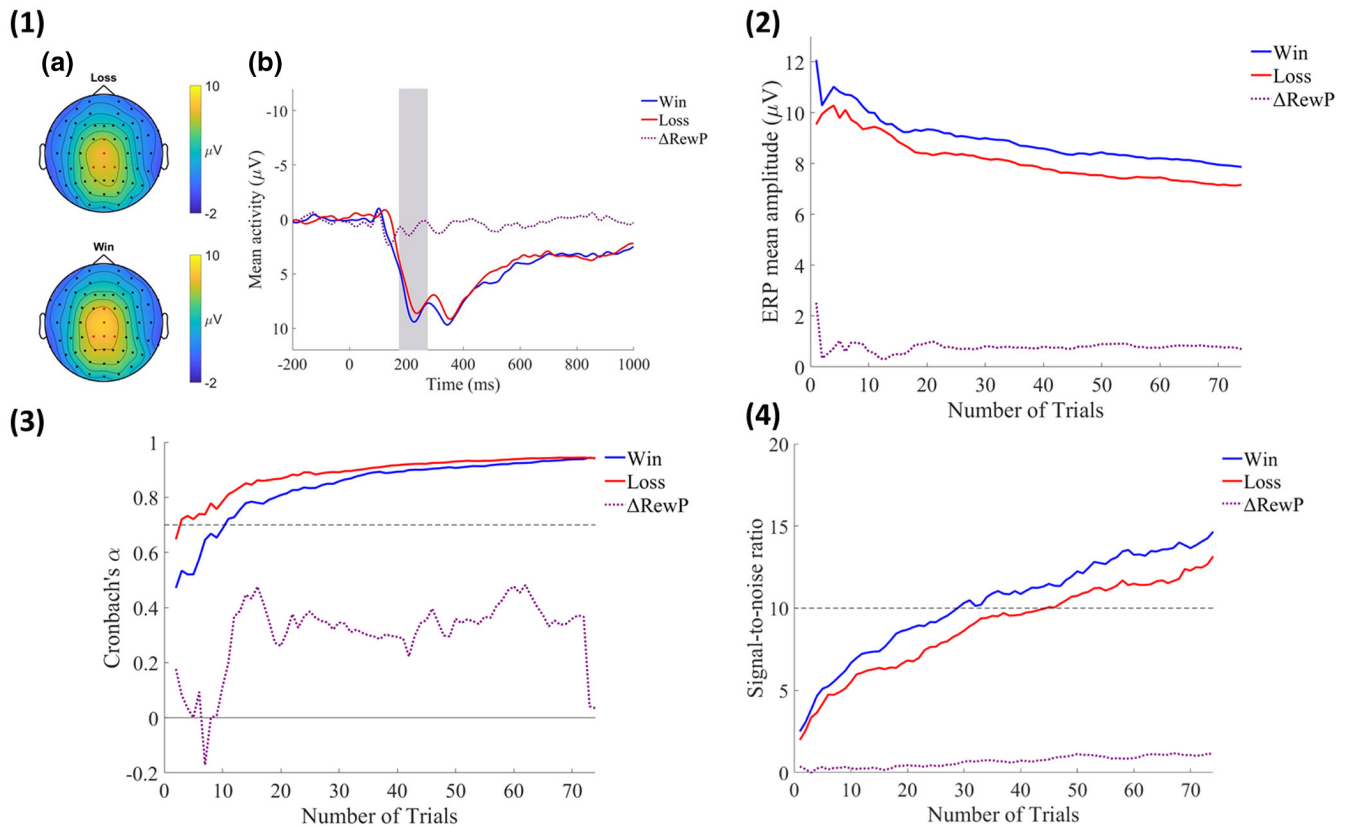 (1)
(a)
Loss
10
μV
-2
Win
10
μV
-2
(b)
-10
-5
0
5
10
Mean activity (μV)
-200 0 200 400 600 800 1000
Time (ms)
Win
Loss
ΔRewP
(2)
12
10
8
6
4
2
0
ERP mean amplitude (μV)
0 10 20 30 40 50 60 70
Number of Trials
Win
Loss
ΔRewP
(3)
1
0.8
0.6
0.4
0.2
0
-0.2
Cronbach's α
0 10 20 30 40 50 60 70
Number of Trials
Win
Loss
ΔRewP
(4)
20
15
10
5
0
Signal-to-noise ratio
0 10 20 30 40 50 60 70
Number of Trials
Win
Loss
ΔRewP